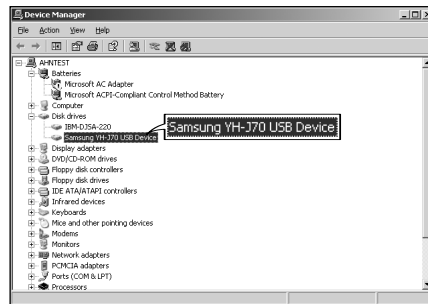 Device Manager
File Action View Help
AHNTEST
Batteries
Microsoft AC Adapter
Microsoft ACPI-Compliant Control Method Battery
Computer
Disk drives
IBM-DJSA-220
Samsung YH-J70 USB Device
Samsung YH-J70 USB Device
Display adapters
DVD/CD-ROM drives
Floppy disk controllers
Floppy disk drives
IDE ATA/ATAPI controllers
Infrared devices
Keyboards
Mice and other pointing devices
Modems
Monitors
Network adapters
PCMCIA adapters
Ports (COM & LPT)
Processors